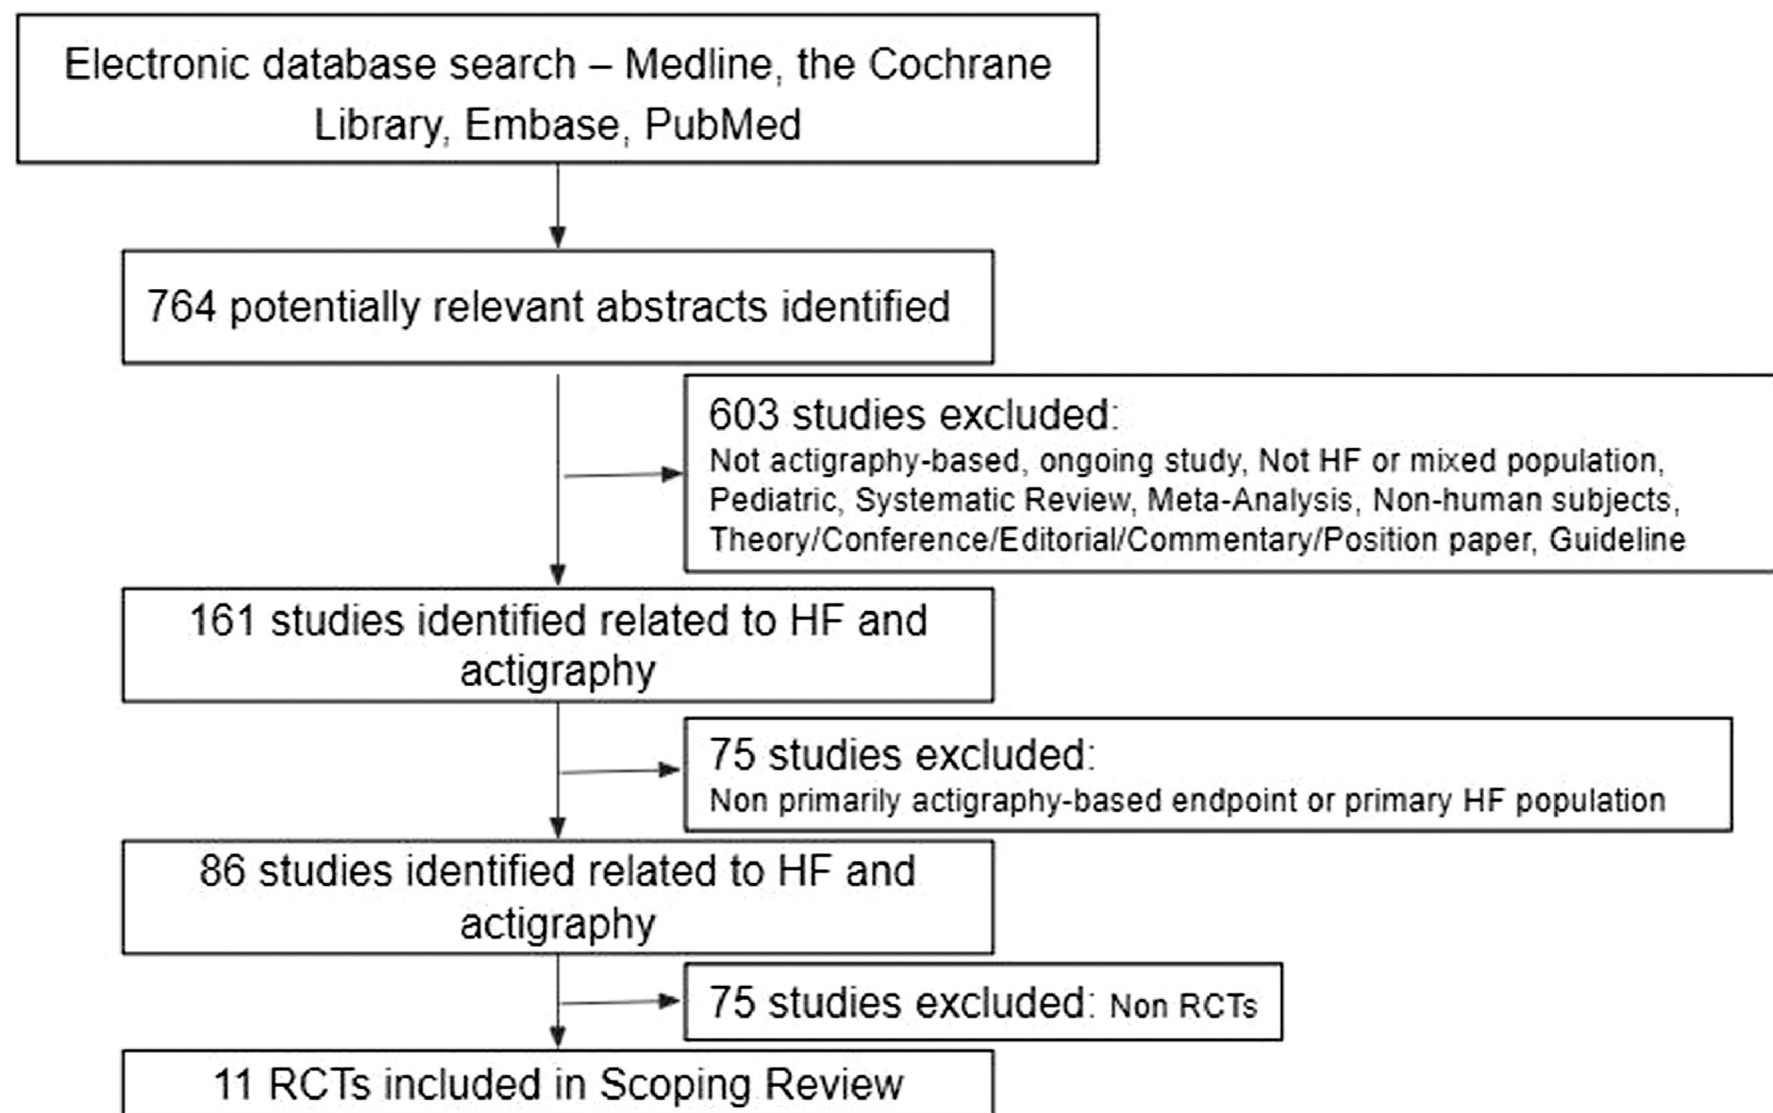 Electronic database search – Medline, the Cochrane
Library, Embase, PubMed
764 potentially relevant abstracts identified
603 studies excluded:
Not actigraphy-based, ongoing study, Not HF or mixed population,
Pediatric, Systematic Review, Meta-Analysis, Non-human subjects,
Theory/Conference/Editorial/Commentary/Position paper, Guideline
161 studies identified related to HF and
actigraphy
75 studies excluded:
Non primarily actigraphy-based endpoint or primary HF population
86 studies identified related to HF and
actigraphy
75 studies excluded: Non RCTs
11 RCTs included in Scoping Review